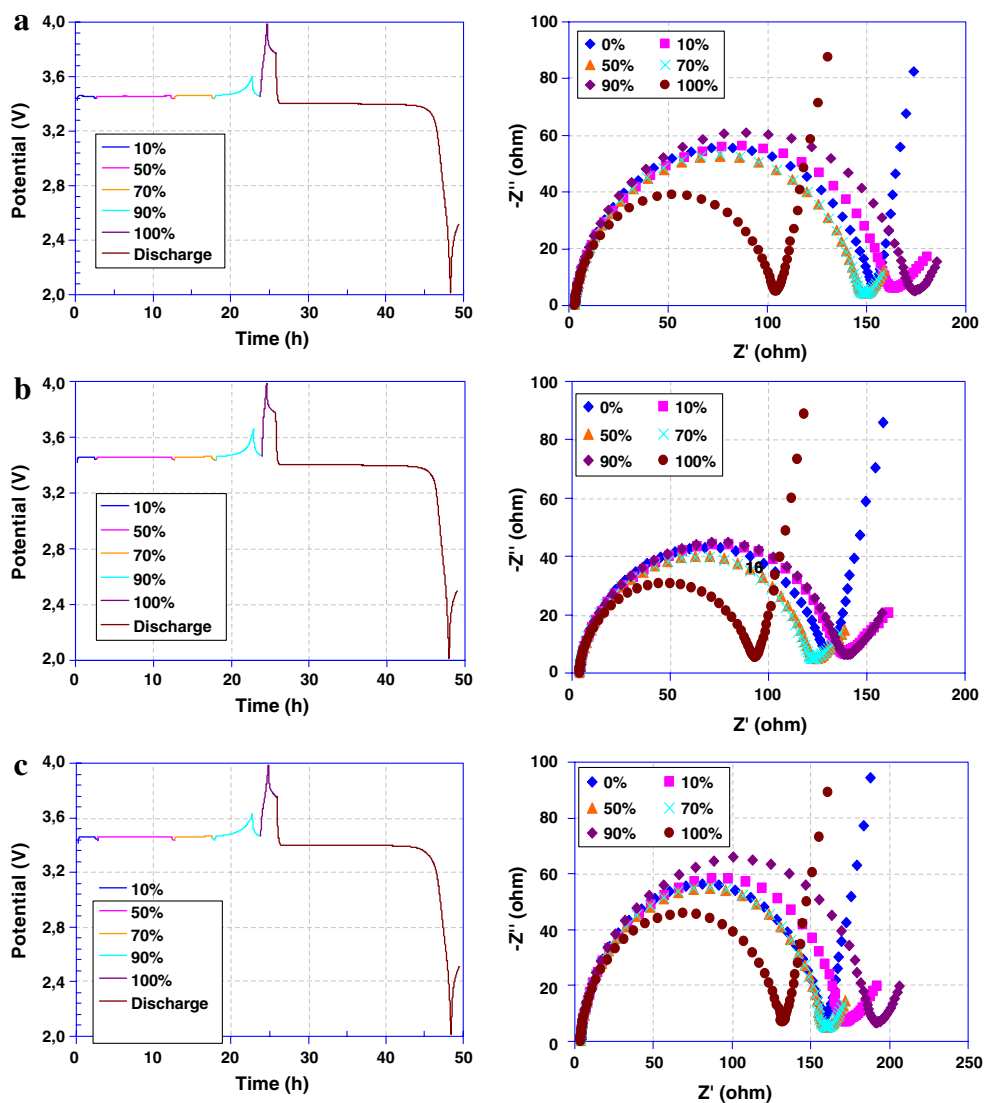 a
4,0
3,6
3,2
2,8
2,4
2,0
Potential (V)
10%
50%
70%
90%
100%
Discharge
0 10 20 30 40 50
Time (h)
100
80
60
40
20
0
-Z'' (ohm)
0% 10%
50% 70%
90% 100%
0 50 100 150 200
Z' (ohm)
b
4,0
3,6
3,2
2,8
2,4
2,0
Potential (V)
10%
50%
70%
90%
100%
Discharge
0 10 20 30 40 50
Time (h)
100
80
60
40
20
0
-Z'' (ohm)
0% 10%
50% 70%
90% 100%
16
0 50 100 150 200
Z' (ohm)
c
4,0
3,6
3,2
2,8
2,4
2,0
Potential (V)
10%
50%
70%
90%
100%
Discharge
0 10 20 30 40 50
Time (h)
100
80
60
40
20
0
-Z'' (ohm)
0% 10%
50% 70%
90% 100%
0 50 100 150 200 250
Z' (ohm)